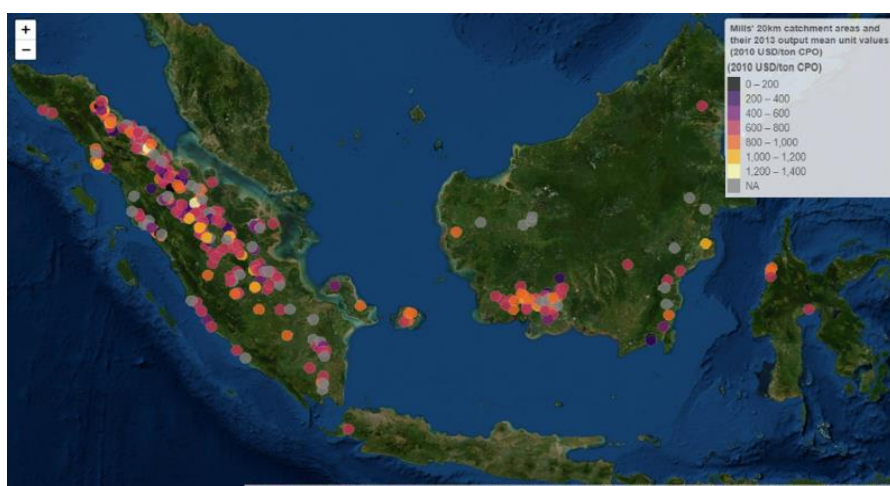 +
−
Mills' 20km catchment areas and
their 2013 output mean unit values
(2010 USD/ton CPO)
(2010 USD/ton CPO)
0 – 200
200 – 400
400 – 600
600 – 800
800 – 1,000
1,000 – 1,200
1,200 – 1,400
NA